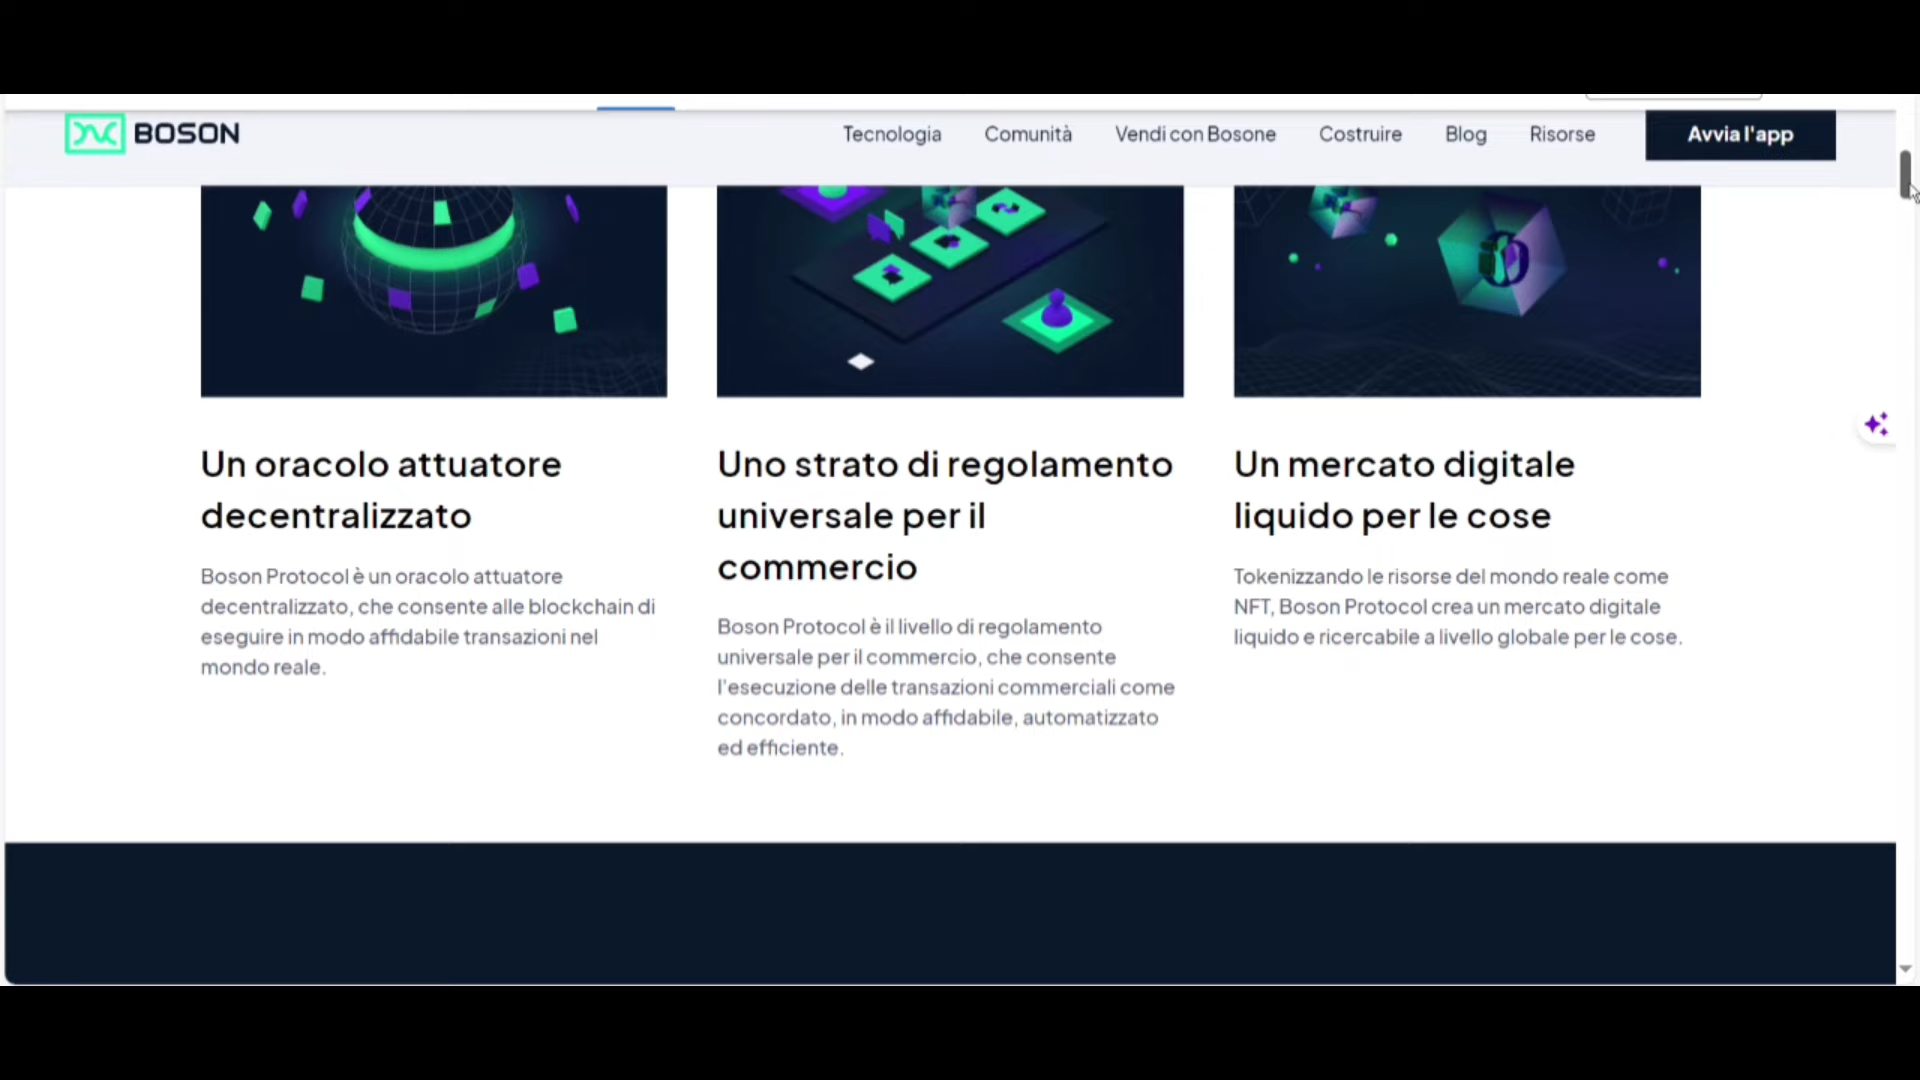 BOSON
Tecnologia
Comunità
Vendi con Bosone
Costruire
Blog
Risorse
Avvia l'app
Un oracolo attuatore
decentralizzato
Boson Protocol è un oracolo attuatore
decentralizzato, che consente alle blockchain di
eseguire in modo affidabile transazioni nel
mondo reale.
Uno strato di regolamento
universale per il
commercio
Boson Protocol è il livello di regolamento
universale per il commercio, che consente
l'esecuzione delle transazioni commerciali come
concordato, in modo affidabile, automatizzato
ed efficiente.
Un mercato digitale
liquido per le cose
Tokenizzando le risorse del mondo reale come
NFT, Boson Protocol crea un mercato digitale
liquido e ricercabile a livello globale per le cose.